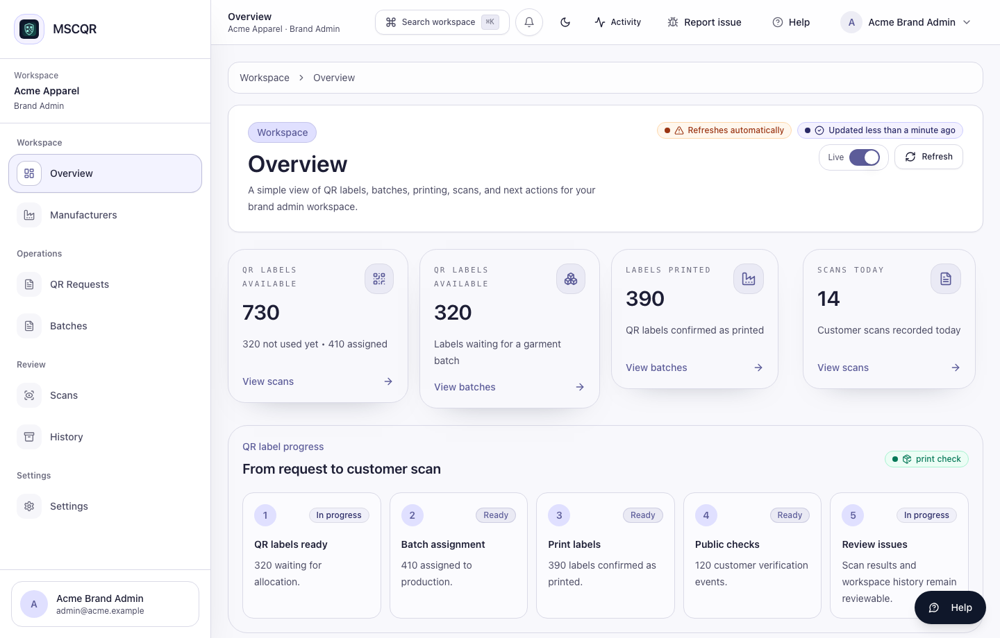 MSCQR
Workspace
Acme Apparel
Brand Admin
Workspace
Overview
Manufacturers
Operations
QR Requests
Batches
Review
Scans
History
Settings
Settings
A
Acme Brand Admin
admin@acme.example
Overview
Acme Apparel · Brand Admin
Search workspace ⌘K
Activity
Report issue
Help
A Acme Brand Admin
Workspace > Overview
Workspace
Overview
A simple view of QR labels, batches, printing, scans, and next actions for your
brand admin workspace.
Refreshes automatically
Updated less than a minute ago
Live
Refresh
QR LABELS
AVAILABLE
730
320 not used yet • 410 assigned
View scans
QR LABELS
AVAILABLE
320
Labels waiting for a garment
batch
View batches
LABELS PRINTED
390
QR labels confirmed as printed
View batches
SCANS TODAY
14
Customer scans recorded today
View scans
QR label progress
From request to customer scan
print check
1 In progress
QR labels ready
320 waiting for
allocation.
2 Ready
Batch assignment
410 assigned to
production.
3 Ready
Print labels
390 labels confirmed as
printed.
4 Ready
Public checks
120 customer verification
events.
5 In progress
Review issues
Scan results and
workspace history remain
reviewable.
Help